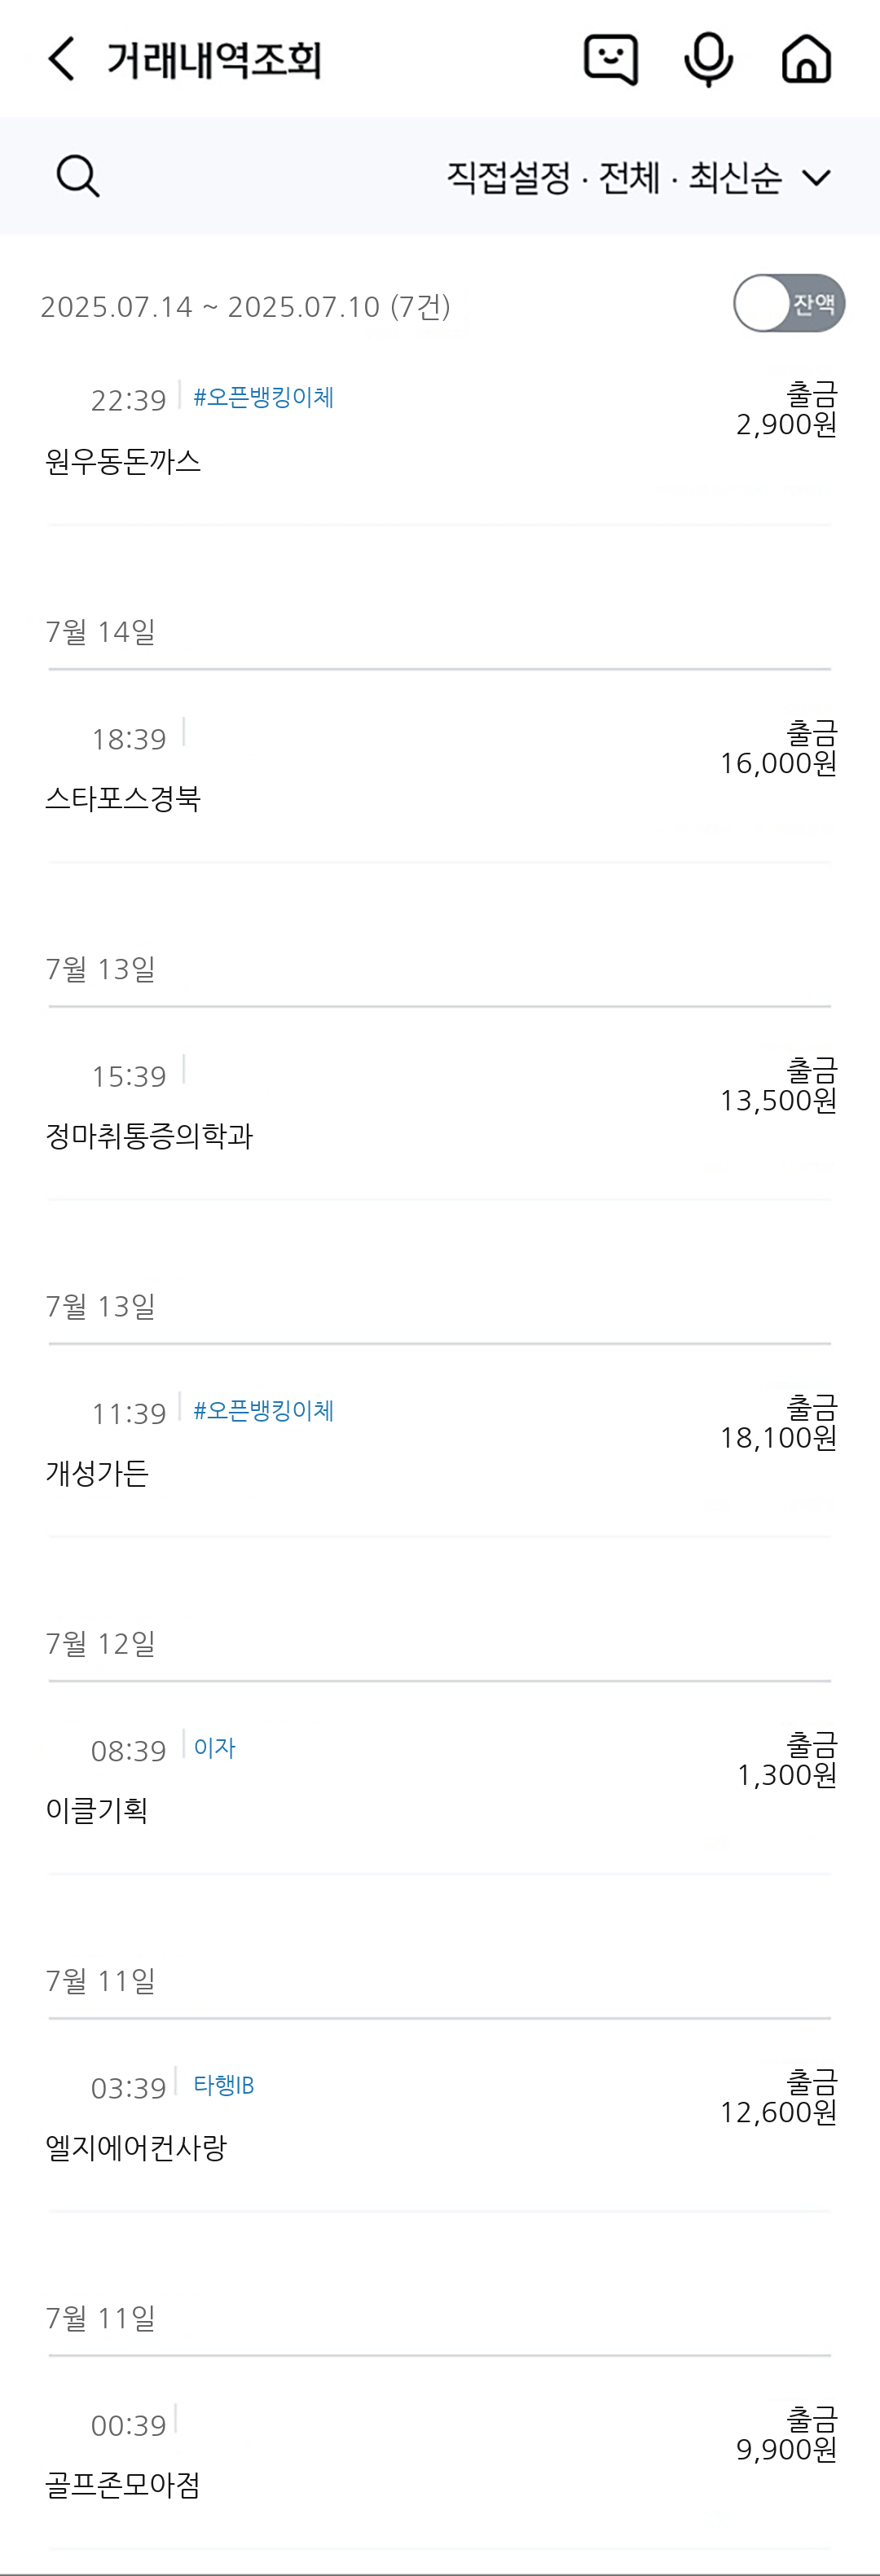 거래내역조회
직접설정 · 전체 · 최신순
2025.07.14 ~ 2025.07.10 (7건)
잔액
22:39 #오픈뱅킹이체
출금
2,900원
원우동돈까스
7월 14일
18:39
출금
16,000원
스타포스경북
7월 13일
15:39
출금
13,500원
정마취통증의학과
7월 13일
11:39 #오픈뱅킹이체
출금
18,100원
개성가든
7월 12일
08:39 이자
출금
1,300원
이클기획
7월 11일
03:39 타행IB
출금
12,600원
엘지에어컨사랑
7월 11일
00:39
출금
9,900원
골프존모아점